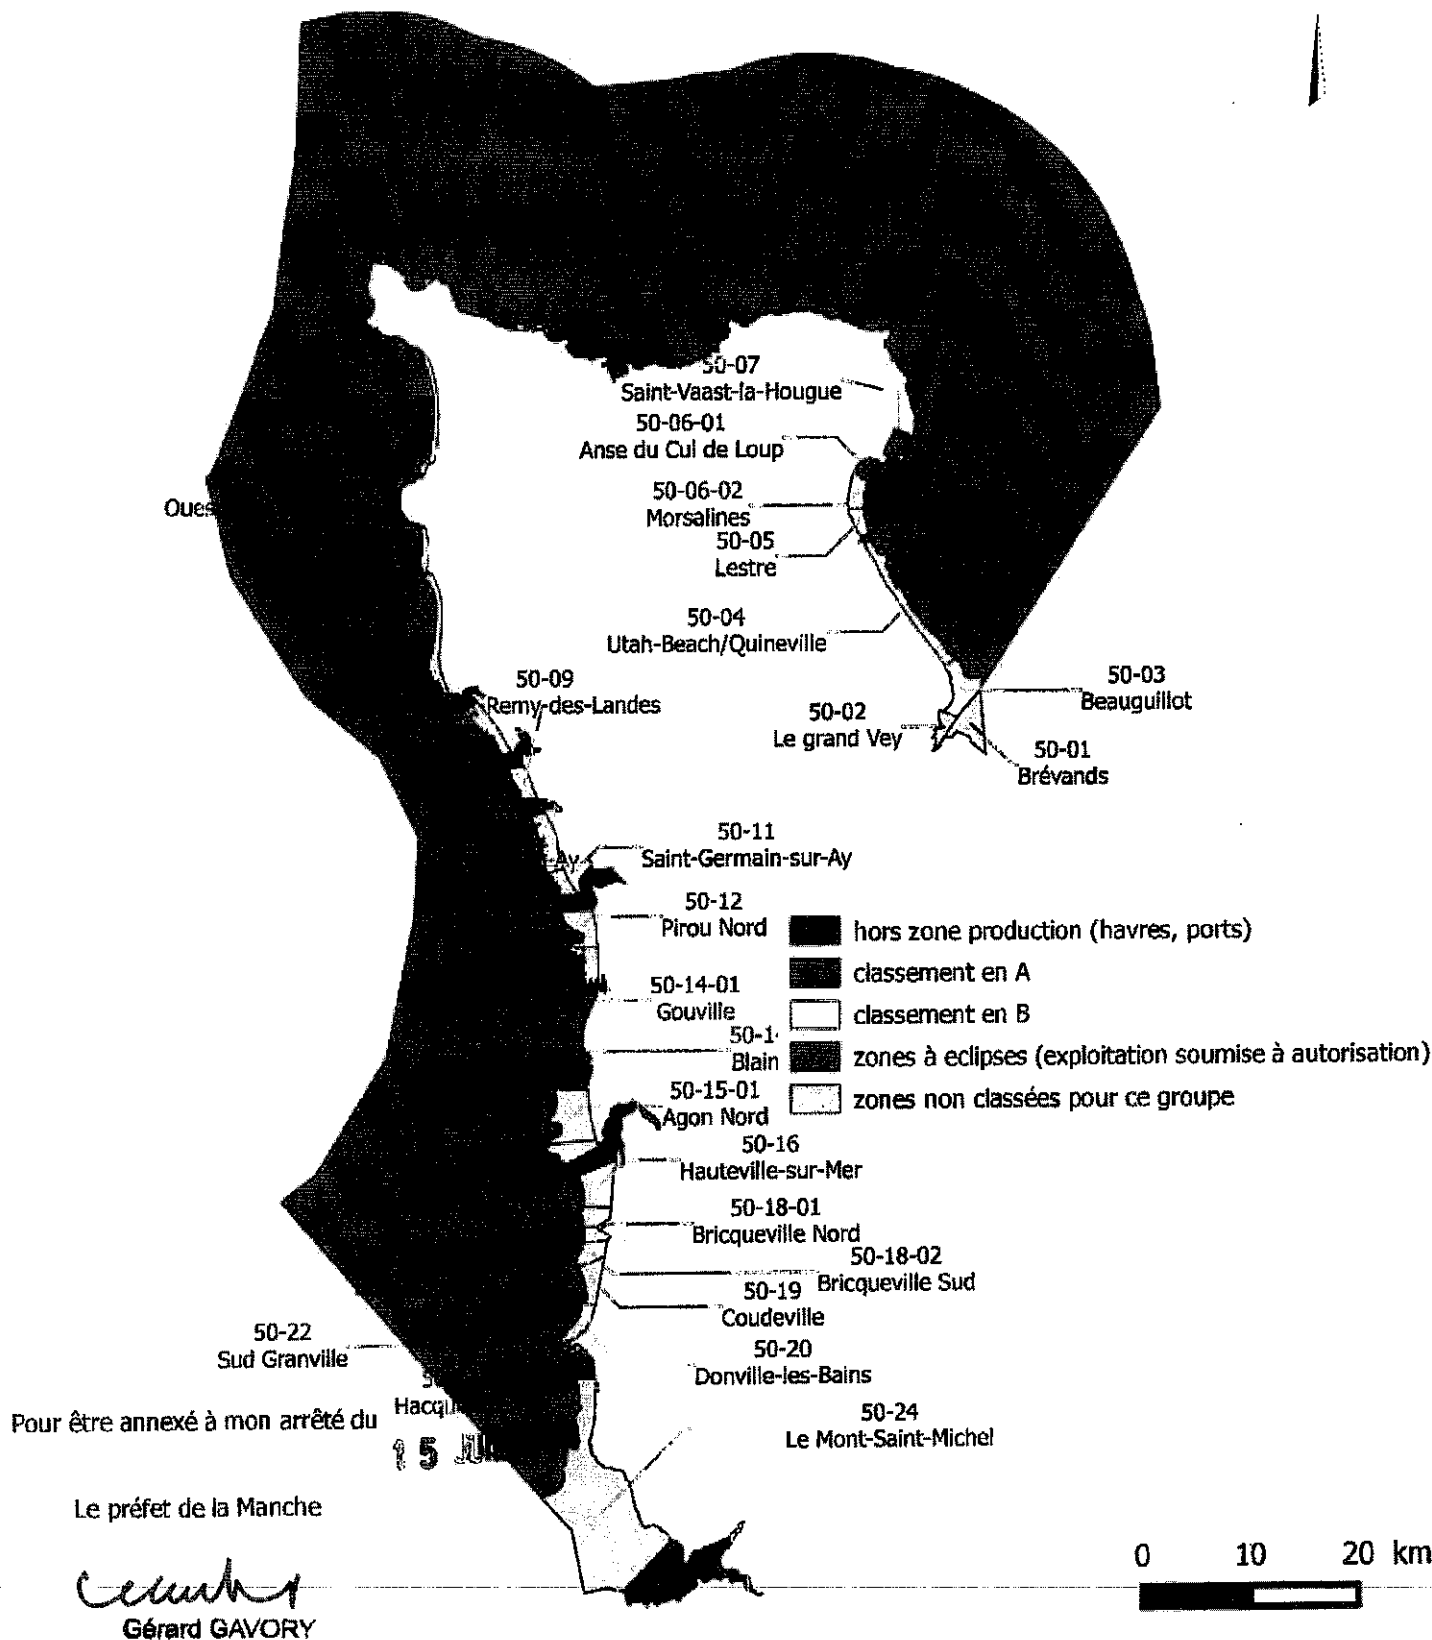 50-07
Saint-Vaast-la-Hougue
50-06-01
Anse du Cul de Loup
50-06-02
Morsalines
50-05
Lestre
50-04
Utah-Beach/Quineville
50-03
Beauguillot
50-02
Le grand Vey
50-01
Brévands
Oues
50-09
Remy-des-Landes
50-11
Ay
Saint-Germain-sur-Ay
50-12
Pirou Nord
50-14-01
Gouville
50-1
Blain
50-15-01
Agon Nord
50-16
Hauteville-sur-Mer
50-18-01
Bricqueville Nord
50-18-02
Bricqueville Sud
50-19
Coudeville
50-20
Donville-les-Bains
50-22
Sud Granville
Hacqu
50-24
Le Mont-Saint-Michel
hors zone production (havres, ports)
classement en A
classement en B
zones à eclipses (exploitation soumise à autorisation)
zones non classées pour ce groupe
Pour être annexé à mon arrêté du
15
Le préfet de la Manche
Gérard GAVORY
0 10 20 km